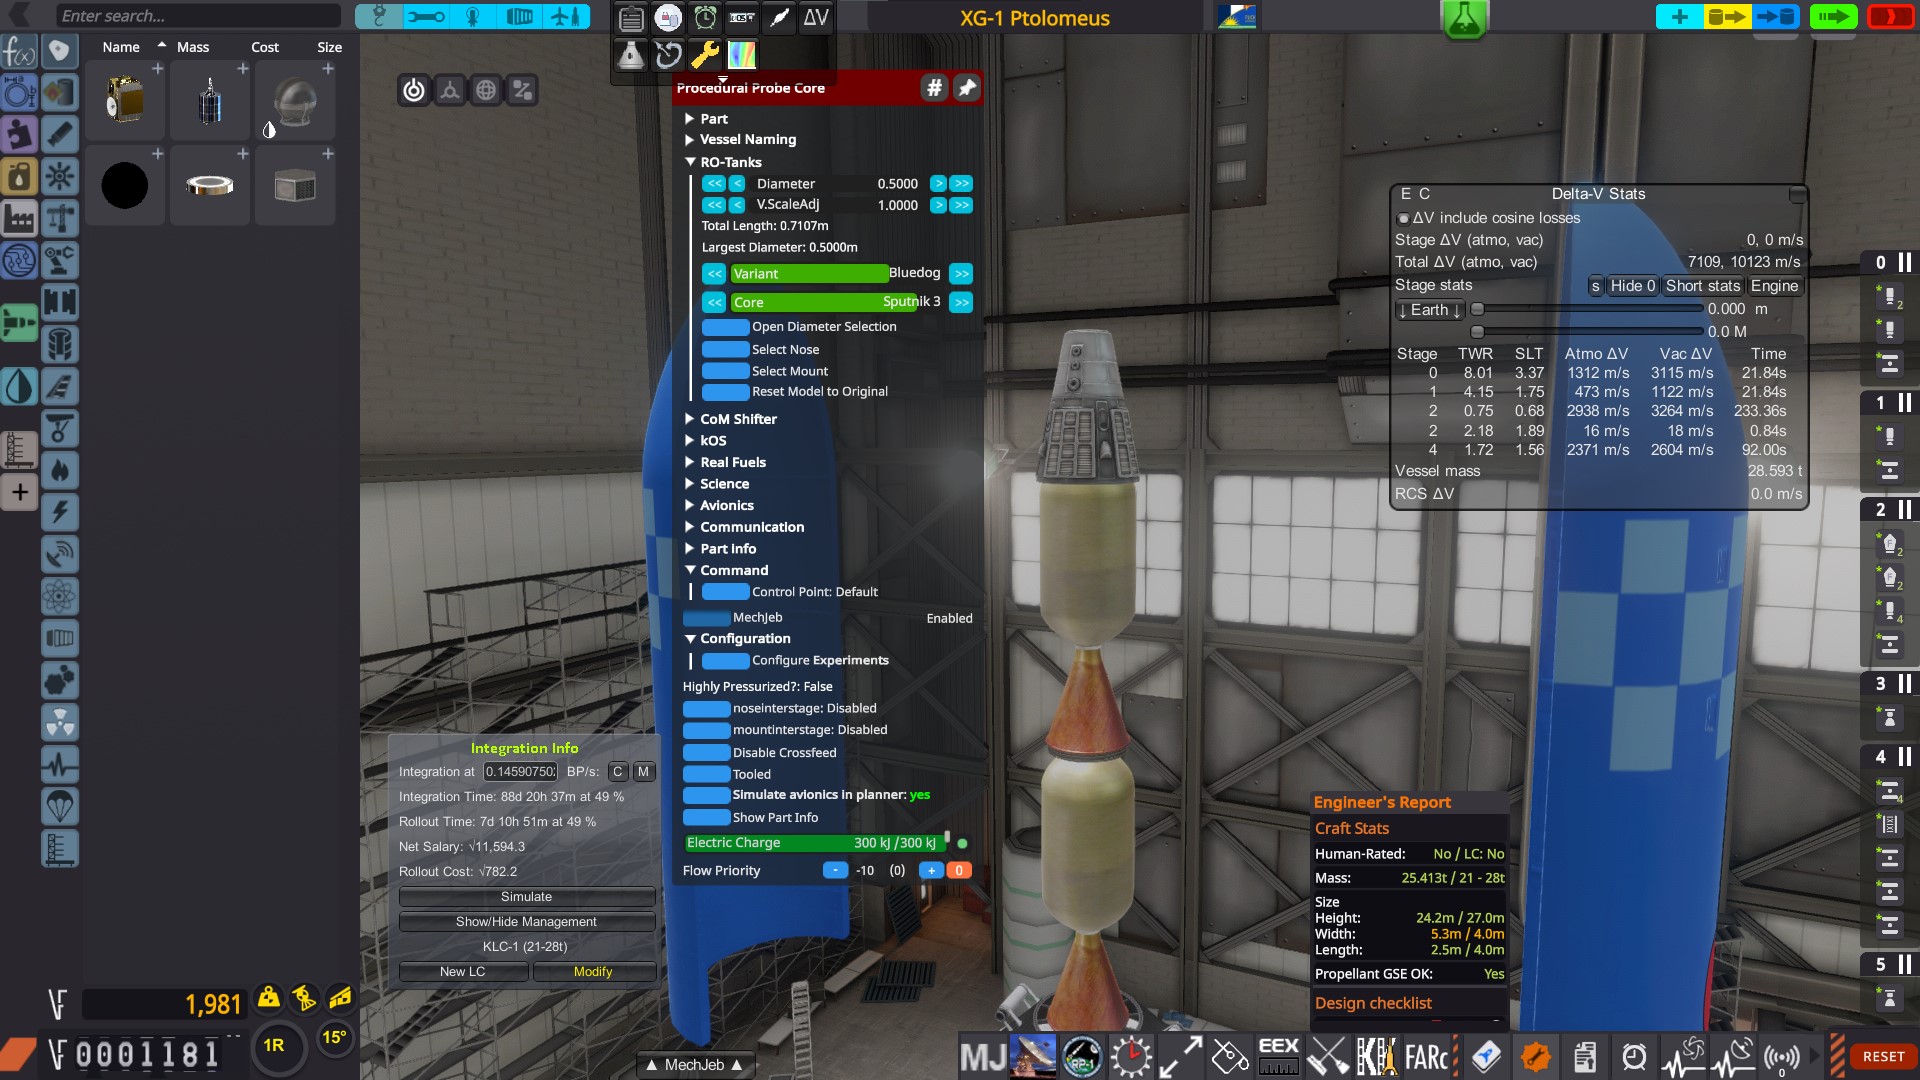 Enter search...
kOS
ΔV
XG-1 Ptolomeus
f(x)
Name Mass Cost Size
Procedural Probe Core
#
Part
Vessel Naming
RO-Tanks
<< < Diameter 0.5000 > >>
<< < V.ScaleAdj 1.0000 > >>
Total Length: 0.7107m
Largest Diameter: 0.5000m
<< Variant Bluedog >>
<< Core Sputnik 3 >>
Open Diameter Selection
Select Nose
Select Mount
Reset Model to Original
CoM Shifter
kOS
Real Fuels
Science
Avionics
Communication
Part Info
Command
Control Point: Default
MechJeb Enabled
Configuration
Configure Experiments
Highly Pressurized?: False
noseinterstage: Disabled
mountinterstage: Disabled
Disable Crossfeed
Tooled
Simulate avionics in planner: yes
Show Part Info
Electric Charge 300 kJ /300 kJ
Flow Priority - -10 (0) + 0
E C Delta-V Stats
ΔV include cosine losses
Stage ΔV (atmo, vac) 0, 0 m/s
Total ΔV (atmo, vac) 7109, 10123 m/s
Stage stats s Hide 0 Short stats Engine
↓ Earth ↓ 0.000 m
0.0 M
Stage TWR SLT Atmo ΔV Vac ΔV Time
0 8.01 3.37 1312 m/s 3115 m/s 21.84s
1 4.15 1.75 473 m/s 1122 m/s 21.84s
2 0.75 0.68 2938 m/s 3264 m/s 233.36s
2 2.18 1.89 16 m/s 18 m/s 0.84s
4 1.72 1.56 2371 m/s 2604 m/s 92.00s
Vessel mass 28.593 t
RCS ΔV 0.0 m/s
0
2
1
2
2
2
4
3
4
4
5
Integration Info
Integration at 0.14590750 BP/s: C M
Integration Time: 88d 20h 37m at 49 %
Rollout Time: 7d 10h 51m at 49 %
Net Salary: √11,594.3
Rollout Cost: √782.2
Simulate
Show/Hide Management
KLC-1 (21-28t)
New LC Modify
Engineer's Report
Craft Stats
Human-Rated: No / LC: No
Mass: 25.413t / 21 - 28t
Size
Height: 24.2m / 27.0m
Width: 5.3m / 4.0m
Length: 2.5m / 4.0m
Propellant GSE OK: Yes
Design checklist
1,981
0001181
1R
15°
▲ MechJeb ▲
MJ
RP-1
EEX
FARc
0
RESET